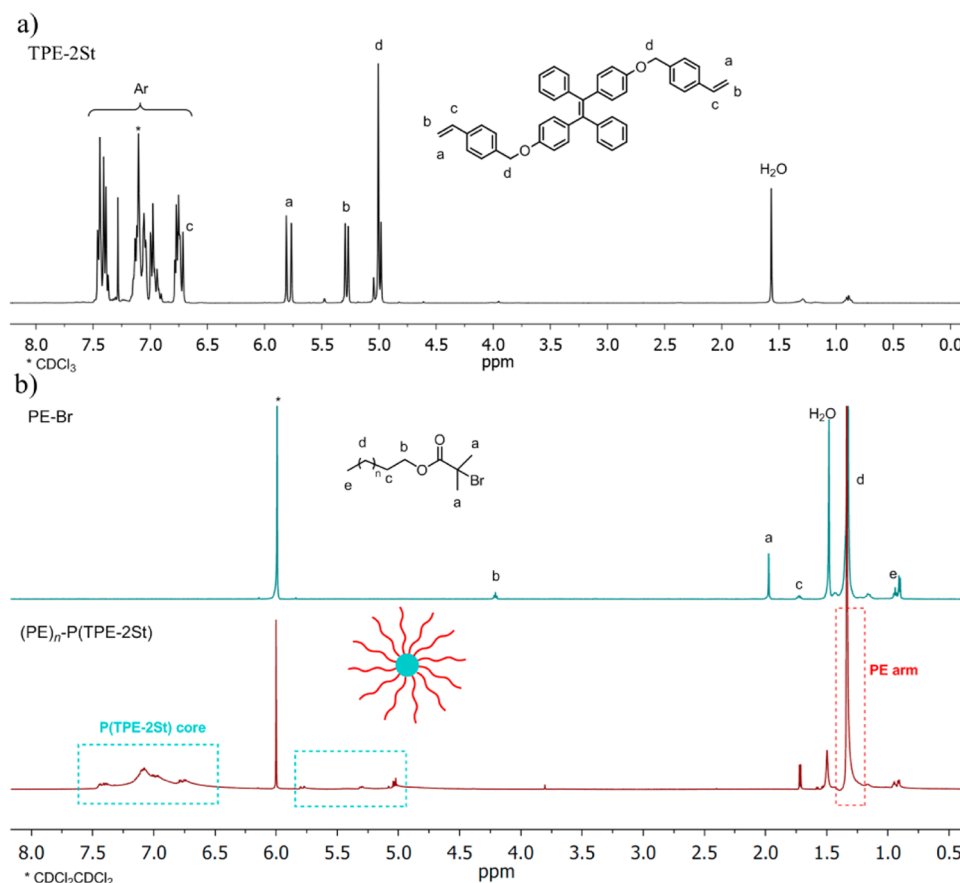 a)
TPE-2St
Ar
*
c
a
b
d
c
b
a
O
d
d
O
a
b
c
H2O
8.0 7.5 7.0 6.5 6.0 5.5 5.0 4.5 4.0 3.5 3.0 2.5 2.0 1.5 1.0 0.5 0.0
ppm
* CDCl3
b)
PE-Br
*
d
b
O
a
e
n
c
O
Br
a
b
a
c
H2O
d
e
(PE)n-P(TPE-2St)
P(TPE-2St) core
PE arm
8.0 7.5 7.0 6.5 6.0 5.5 5.0 4.5 4.0 3.5 3.0 2.5 2.0 1.5 1.0 0.5
ppm
* CDCl2CDCl2